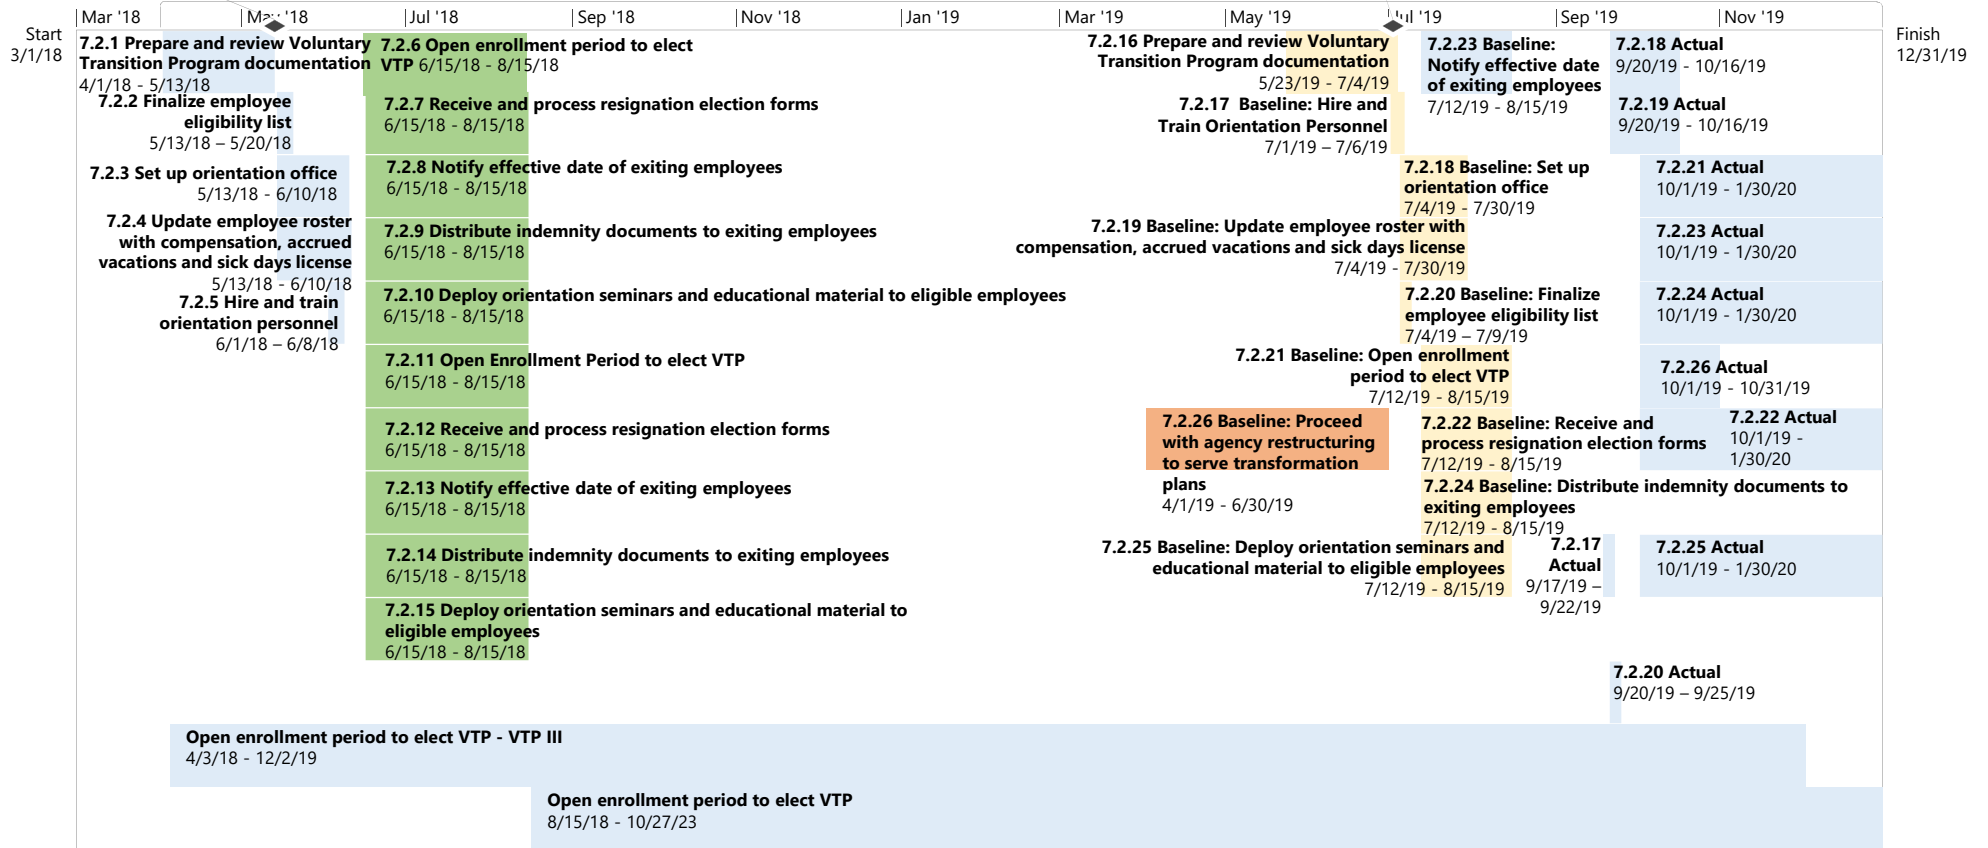 Mar '18
May '18
Jul '18
Sep '18
Nov '18
Jan '19
Mar '19
May '19
Jul '19
Sep '19
Nov '19
Start
3/1/18
Finish
12/31/19
7.2.1 Prepare and review Voluntary
Transition Program documentation
4/1/18 - 5/13/18
7.2.2 Finalize employee
eligibility list
5/13/18 – 5/20/18
7.2.3 Set up orientation office
5/13/18 - 6/10/18
7.2.4 Update employee roster
with compensation, accrued
vacations and sick days license
5/13/18 - 6/10/18
7.2.5 Hire and train
orientation personnel
6/1/18 – 6/8/18
7.2.6 Open enrollment period to elect
VTP 6/15/18 - 8/15/18
7.2.7 Receive and process resignation election forms
6/15/18 - 8/15/18
7.2.8 Notify effective date of exiting employees
6/15/18 - 8/15/18
7.2.9 Distribute indemnity documents to exiting employees
6/15/18 - 8/15/18
7.2.10 Deploy orientation seminars and educational material to eligible employees
6/15/18 - 8/15/18
7.2.11 Open Enrollment Period to elect VTP
6/15/18 - 8/15/18
7.2.12 Receive and process resignation election forms
6/15/18 - 8/15/18
7.2.13 Notify effective date of exiting employees
6/15/18 - 8/15/18
7.2.14 Distribute indemnity documents to exiting employees
6/15/18 - 8/15/18
7.2.15 Deploy orientation seminars and educational material to
eligible employees
6/15/18 - 8/15/18
7.2.16 Prepare and review Voluntary
Transition Program documentation
5/23/19 - 7/4/19
7.2.17 Baseline: Hire and
Train Orientation Personnel
7/1/19 – 7/6/19
7.2.18 Baseline: Set up
orientation office
7/4/19 - 7/30/19
7.2.19 Baseline: Update employee roster with
compensation, accrued vacations and sick days license
7/4/19 - 7/30/19
7.2.20 Baseline: Finalize
employee eligibility list
7/4/19 – 7/9/19
7.2.21 Baseline: Open enrollment
period to elect VTP
7/12/19 - 8/15/19
7.2.26 Baseline: Proceed
with agency restructuring
to serve transformation
plans
4/1/19 - 6/30/19
7.2.22 Baseline: Receive and
process resignation election forms
7/12/19 - 8/15/19
7.2.24 Baseline: Distribute indemnity documents to
exiting employees
7/12/19 - 8/15/19
7.2.25 Baseline: Deploy orientation seminars and
educational material to eligible employees
7/12/19 - 8/15/19
7.2.23 Baseline:
Notify effective date
of exiting employees
7/12/19 - 8/15/19
7.2.18 Actual
9/20/19 - 10/16/19
7.2.19 Actual
9/20/19 - 10/16/19
7.2.21 Actual
10/1/19 - 1/30/20
7.2.23 Actual
10/1/19 - 1/30/20
7.2.24 Actual
10/1/19 - 1/30/20
7.2.26 Actual
10/1/19 - 10/31/19
7.2.22 Actual
10/1/19 -
1/30/20
7.2.17
Actual
9/17/19 –
9/22/19
7.2.25 Actual
10/1/19 - 1/30/20
7.2.20 Actual
9/20/19 – 9/25/19
Open enrollment period to elect VTP - VTP III
4/3/18 - 12/2/19
Open enrollment period to elect VTP
8/15/18 - 10/27/23